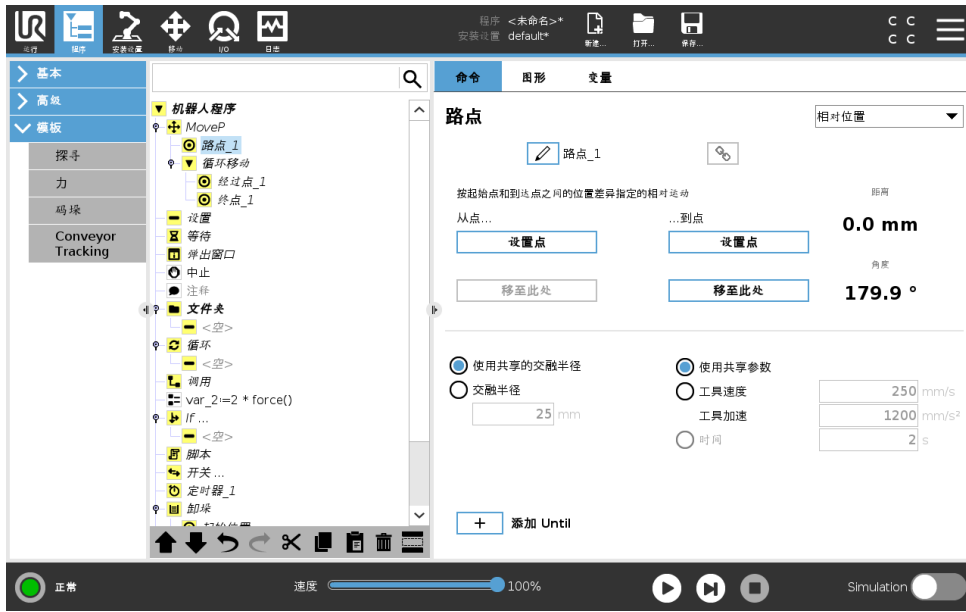 UR
运行
程序
安装设置
移动
I/O
日志
程序 <未命名>*
安装设置 default*
新建...
打开...
保存...
C C
C C
基本
高级
模板
探寻
力
码垛
Conveyor
Tracking
机器人程序
MoveP
路点_1
循环移动
经过点_1
终点_1
设置
等待
弹出窗口
中止
注释
文件夹
<空>
循环
<空>
调用
var_2≔2 * force()
If ...
<空>
脚本
开关 ...
定时器_1
卸垛
起始位置
命令
图形
变量
路点
相对位置
路点_1
按起始点和到达点之间的位置差异指定的相对运动
距离
从点...
...到点
0.0 mm
设置点
设置点
角度
移至此处
移至此处
179.9 °
使用共享的交融半径
使用共享参数
交融半径
工具速度
250 mm/s
25 mm
工具加速
1200 mm/s²
时间
2 s
+ 添加 Until
正常
速度
100%
Simulation